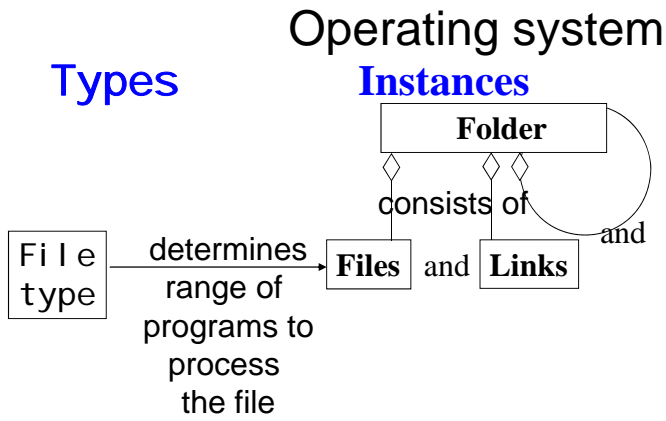 Operating system
Types
Instances
Folder
consists of
and
File
type
determines
range of
programs to
process
the file
Files
and
Links